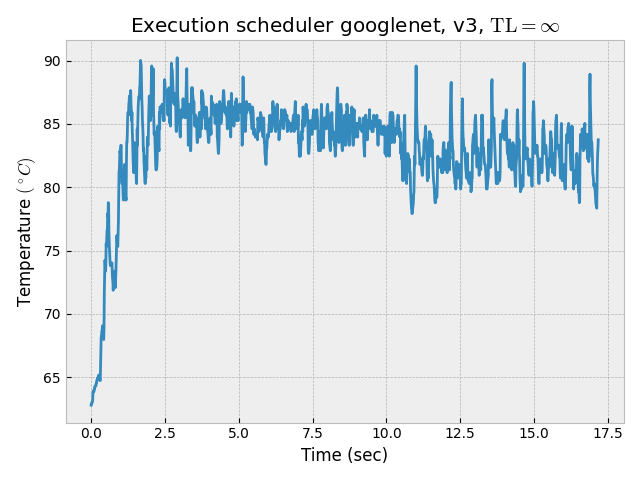 Execution scheduler googlenet, v3, TL = ∞
Temperature (°C)
90
85
80
75
70
65
0.0 2.5 5.0 7.5 10.0 12.5 15.0 17.5
Time (sec)